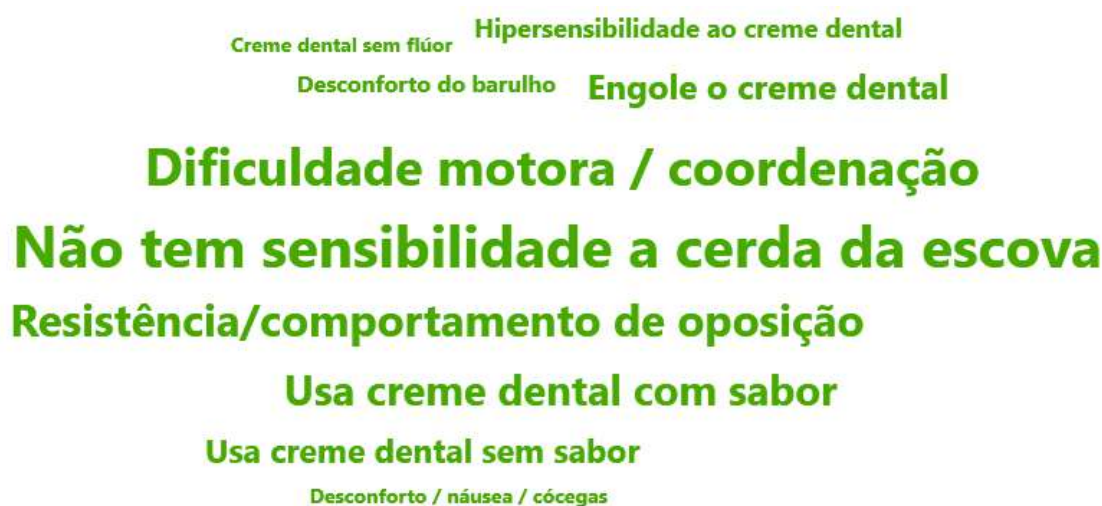 Hipersensibilidade ao creme dental
Creme dental sem flúor
Desconforto do barulho
Engole o creme dental
Dificuldade motora / coordenação
Não tem sensibilidade a cerda da escova
Resistência/comportamento de oposição
Usa creme dental com sabor
Usa creme dental sem sabor
Desconforto / náusea / cócegas